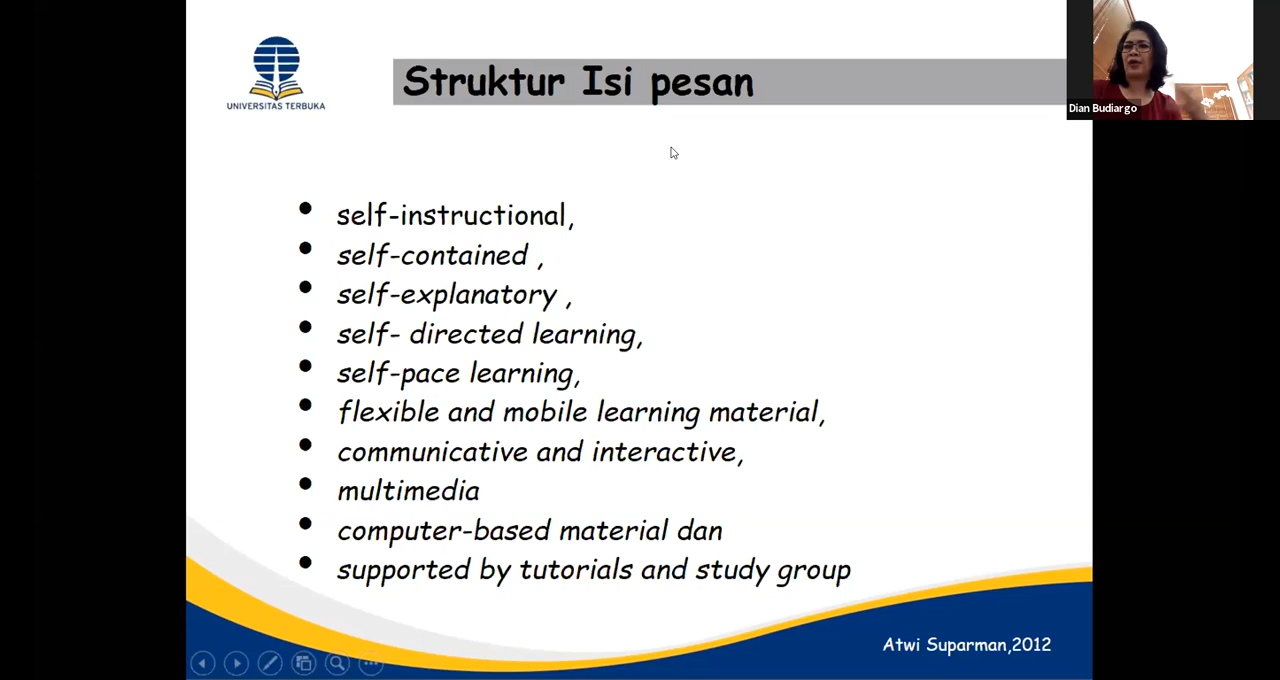 UNIVERSITAS TERBUKA
Struktur Isi pesan
Dian Budiargo
• self-instructional,
• self-contained ,
• self-explanatory ,
• self- directed learning,
• self-pace learning,
• flexible and mobile learning material,
• communicative and interactive,
• multimedia
• computer-based material dan
• supported by tutorials and study group
Atwi Suparman,2012